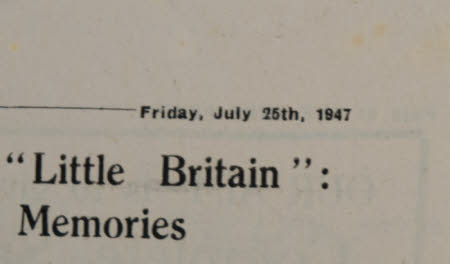 Friday, July 25th, 1947
“Little Britain”:
Memories